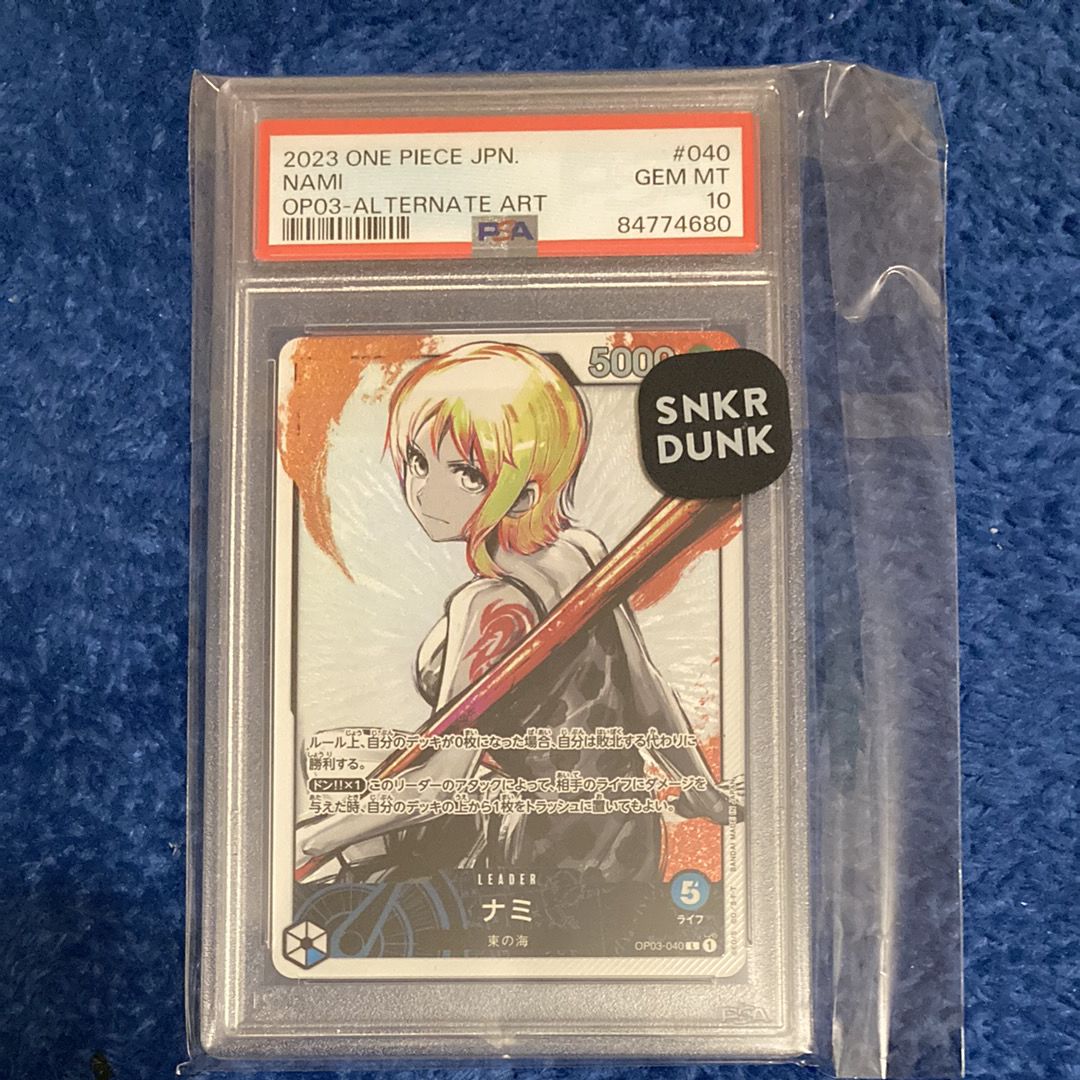 2023 ONE PIECE JPN.
#040
NAMI
GEM MT
OP03-ALTERNATE ART
10
PSA
84774680
5000
SNKR
DUNK
ルール上、自分のデッキが0枚になった場合、自分は敗北する代わりに
勝利する。
ドン!!×1 このリーダーのアタックによって、相手のライフにダメージを
与えた時、自分のデッキの上から1枚をトラッシュに置いてもよい。
LEADER
5
ナミ
ライフ
東の海
OP03-040 L 1
PSA